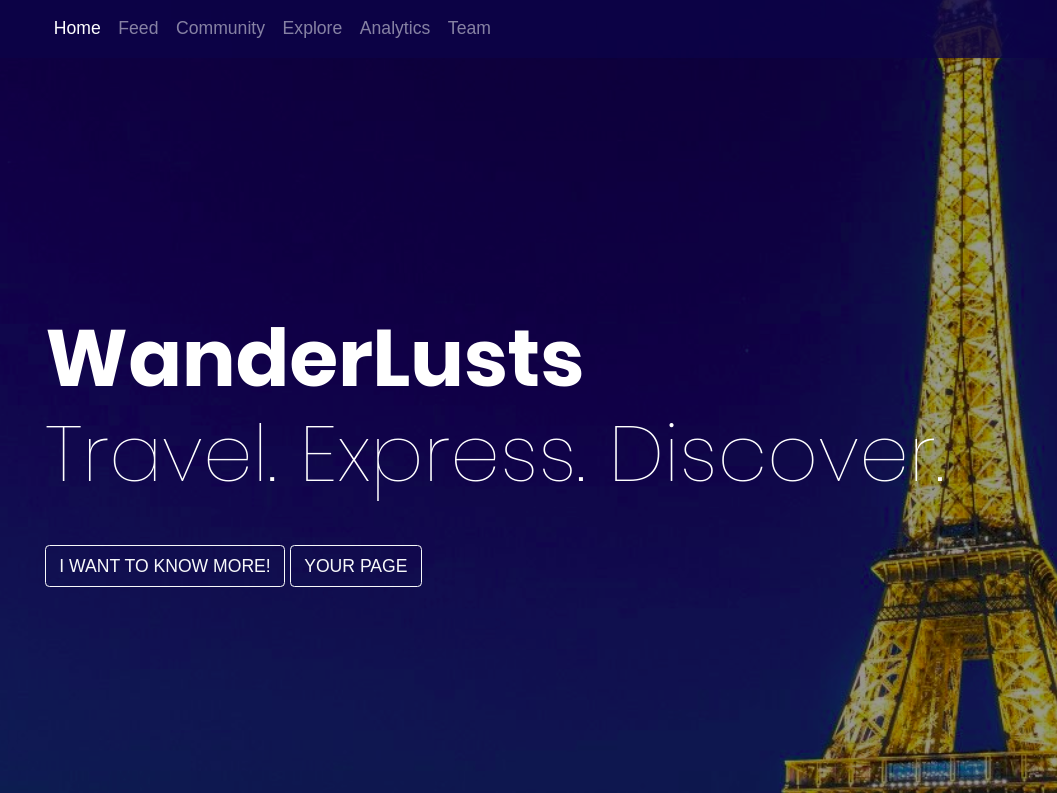 Home Feed Community Explore Analytics Team
WanderLusts
Travel. Express. Discover.
I WANT TO KNOW MORE! YOUR PAGE